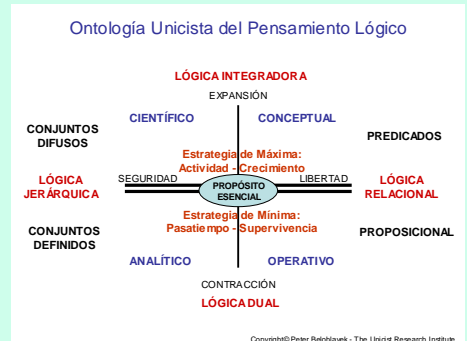 Ontología Unicista del Pensamiento Lógico
LÓGICA INTEGRADORA
EXPANSIÓN
CIENTÍFICO
CONCEPTUAL
CONJUNTOS
DIFUSOS
PREDICADOS
Estrategia de Máxima:
Actividad - Crecimiento
LÓGICA
JERÁRQUICA
SEGURIDAD
PROPÓSITO
ESENCIAL
LIBERTAD
LÓGICA
RELACIONAL
Estrategia de Mínima:
Pasatiempo - Supervivencia
CONJUNTOS
DEFINIDOS
PROPOSICIONAL
ANALÍTICO
OPERATIVO
CONTRACCIÓN
LÓGICA DUAL
Copyright© Peter Belohlavek - The Unicist Research Institute